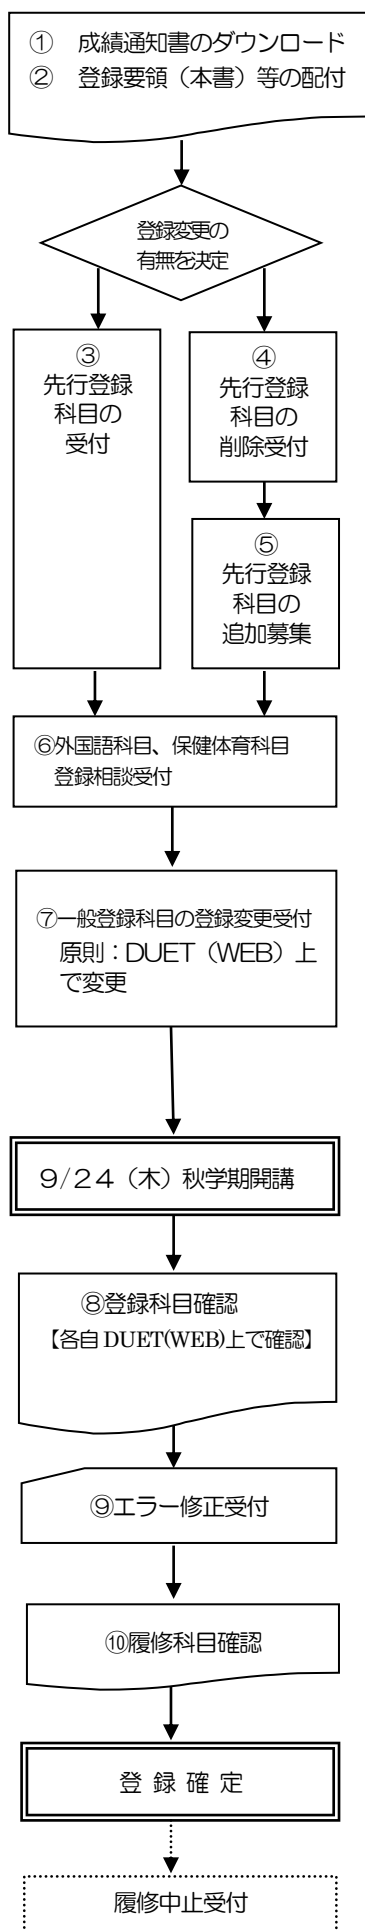 ①　成績通知書のダウンロード
②　登録要領（本書）等の配付
登録変更の
有無を決定
③
先行登録
科目の
受付
④
先行登録
科目の
削除受付
⑤
先行登録
科目の
追加募集
⑥外国語科目、保健体育科目
登録相談受付
⑦一般登録科目の登録変更受付
原則：DUET（WEB）上
で変更
９/２４（木）秋学期開講
⑧登録科目確認
【各自 DUET(WEB)上で確認】
⑨エラー修正受付
⑩履修科目確認
登 録 確 定
履修中止受付